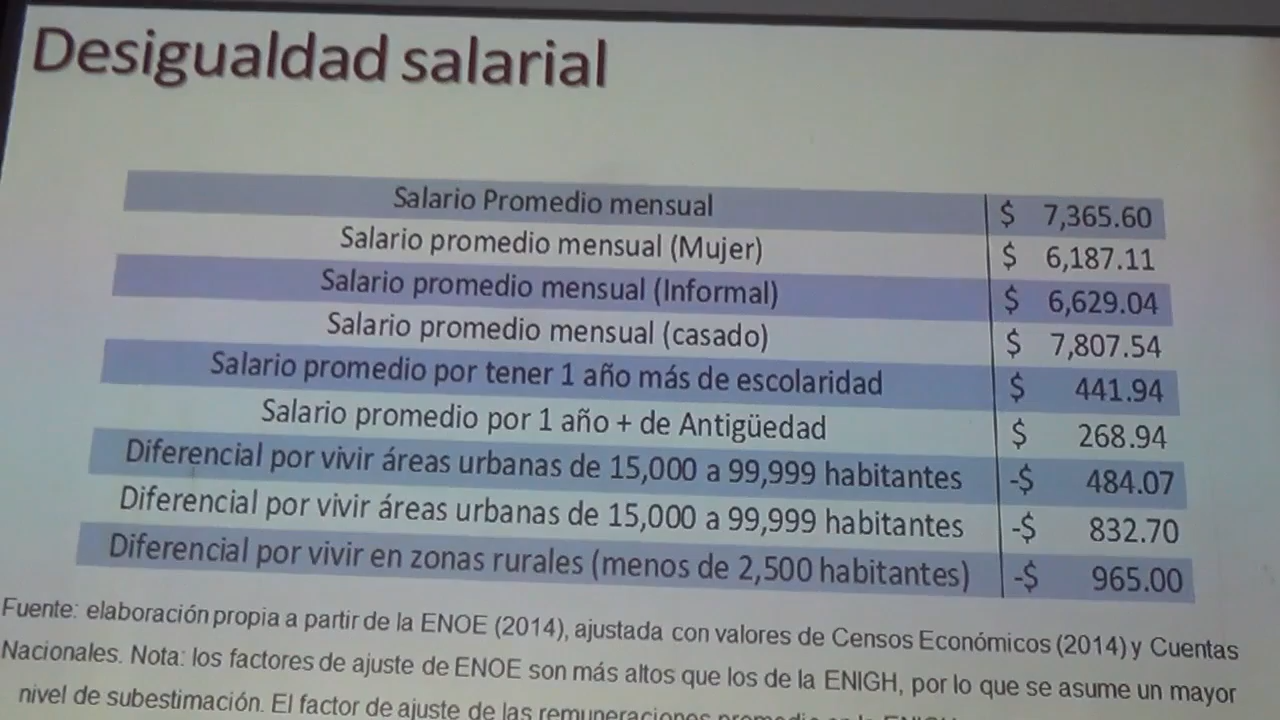 Desigualdad salarial
Salario Promedio mensual $ 7,365.60
Salario promedio mensual (Mujer) $ 6,187.11
Salario promedio mensual (Informal) $ 6,629.04
Salario promedio mensual (casado) $ 7,807.54
Salario promedio por tener 1 año más de escolaridad $ 441.94
Salario promedio por 1 año + de Antigüedad $ 268.94
Diferencial por vivir áreas urbanas de 15,000 a 99,999 habitantes -$ 484.07
Diferencial por vivir áreas urbanas de 15,000 a 99,999 habitantes -$ 832.70
Diferencial por vivir en zonas rurales (menos de 2,500 habitantes) -$ 965.00
Fuente: elaboración propia a partir de la ENOE (2014), ajustada con valores de Censos Económicos (2014) y Cuentas
Nacionales. Nota: los factores de ajuste de ENOE son más altos que los de la ENIGH, por lo que se asume un mayor
nivel de subestimación. El factor de ajuste de las remuneraciones